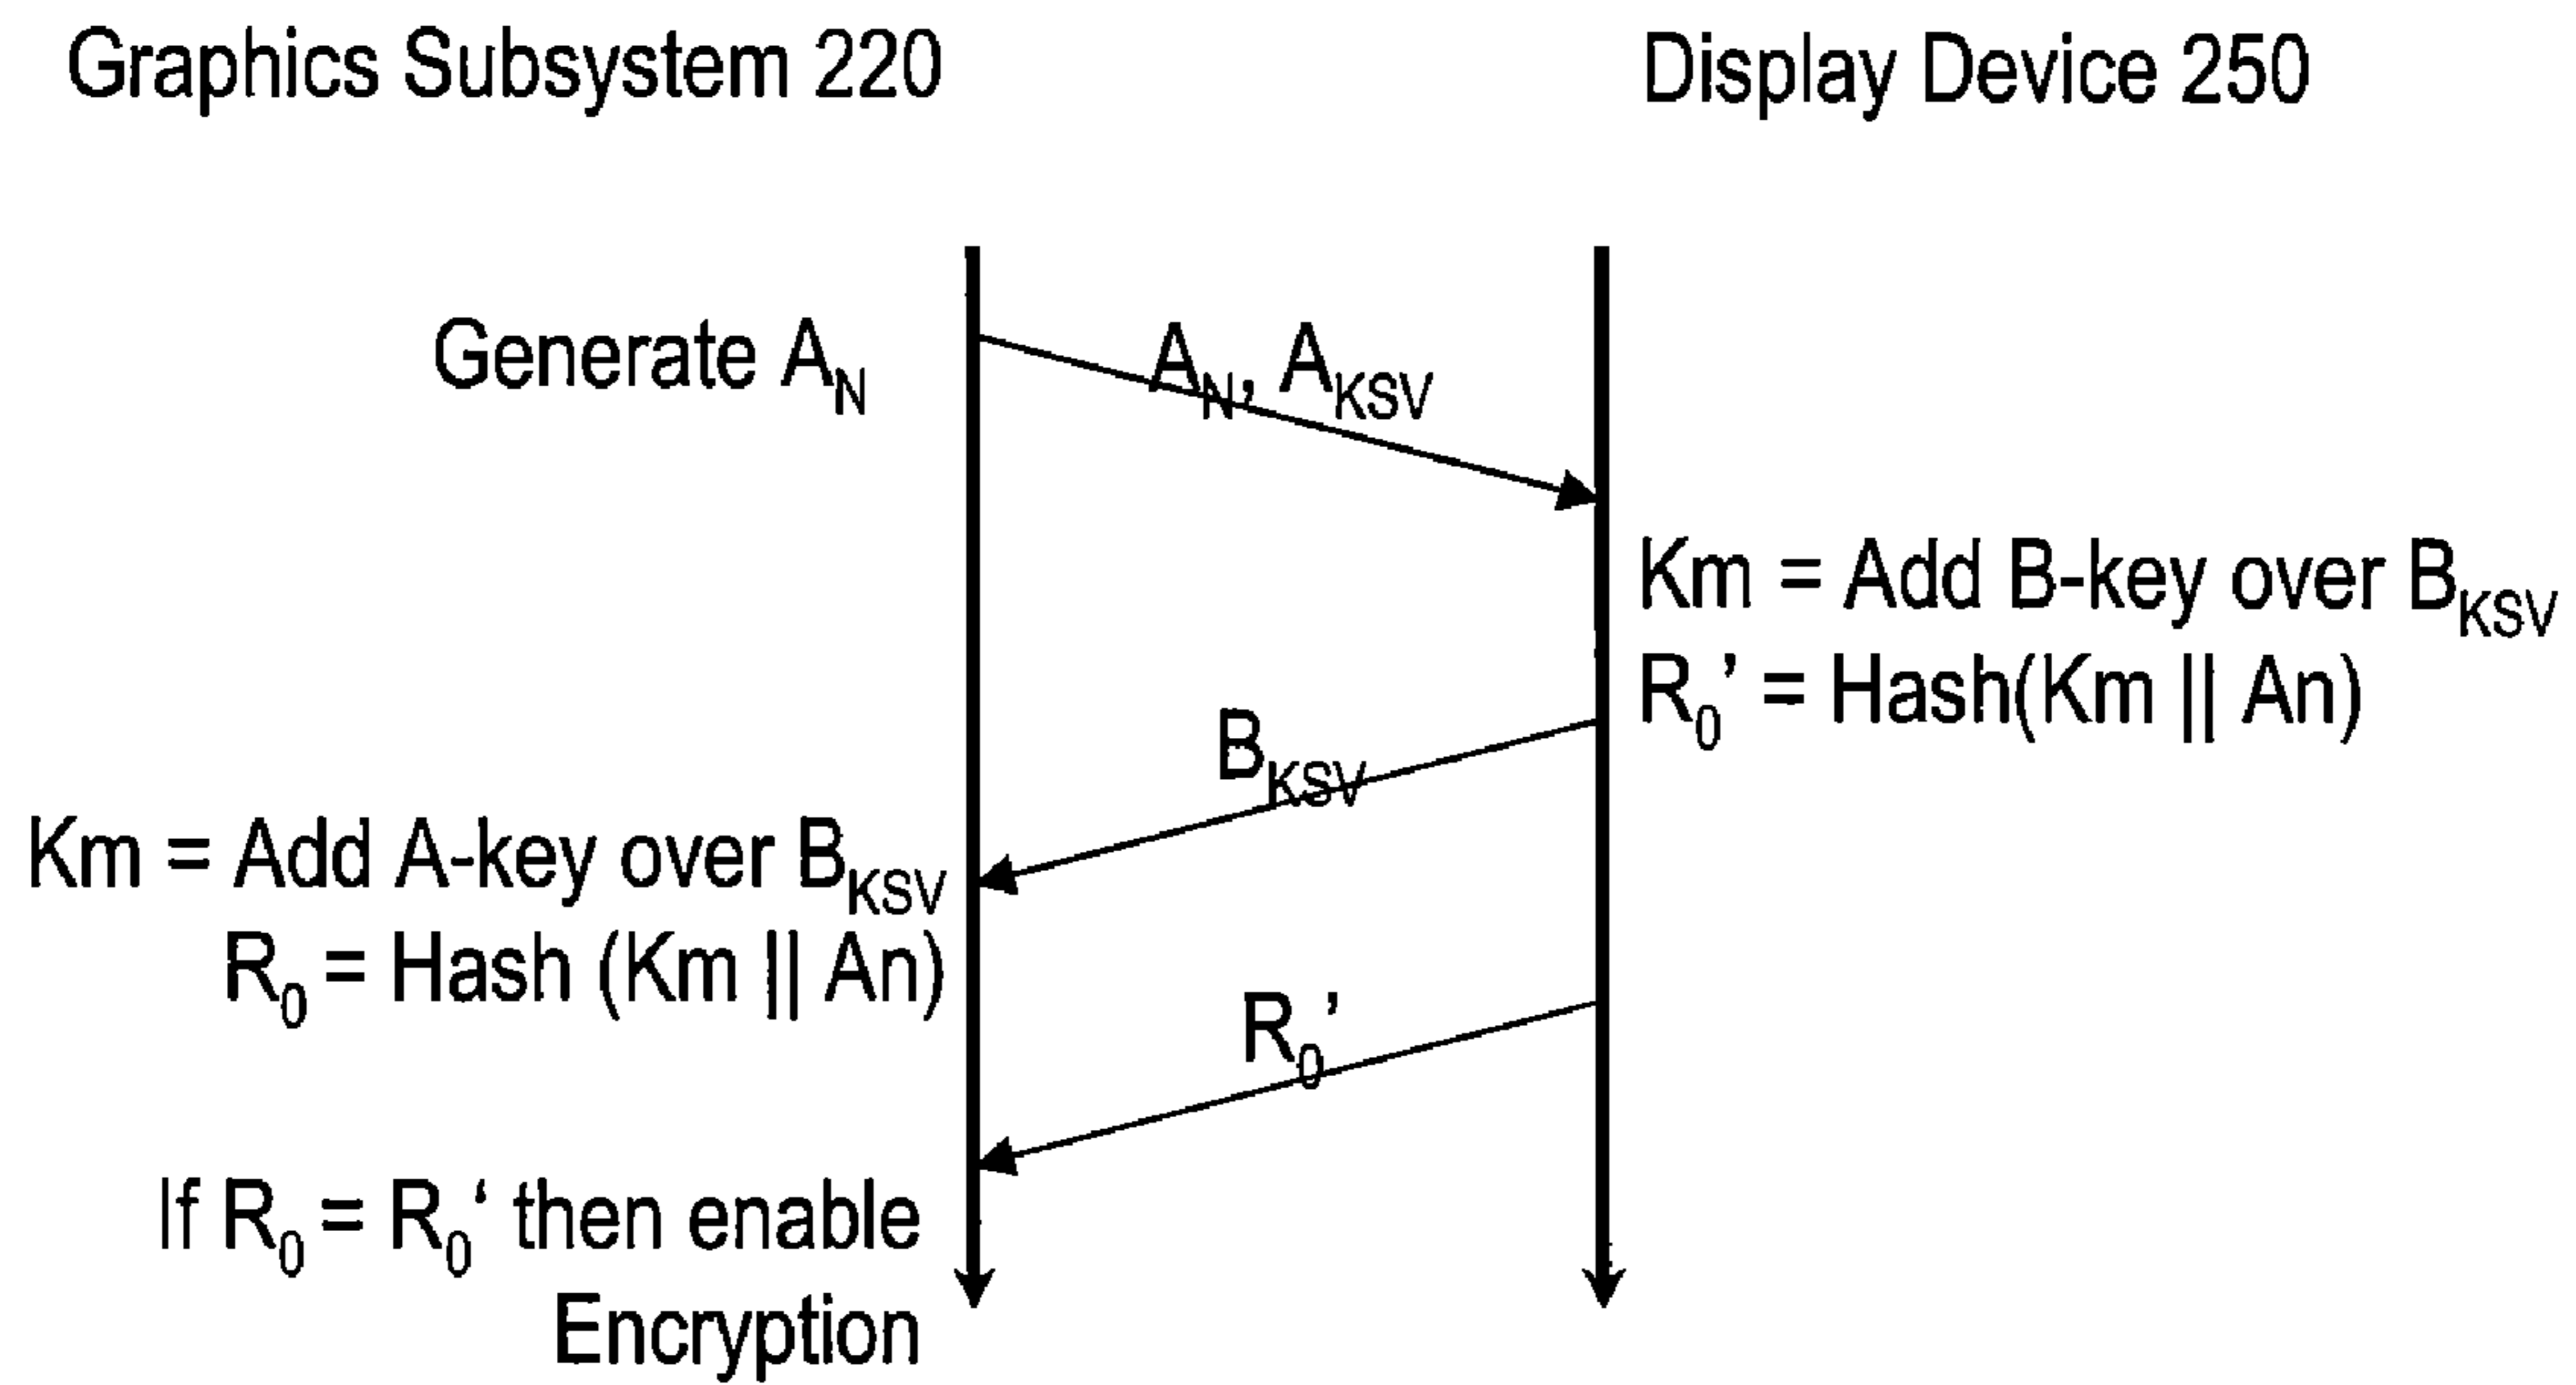 Graphics Subsystem 220
Display Device 250
Generate A_N
A_N, A_KSV
Km = Add B-key over B_KSV
R_0' = Hash(Km || An)
B_KSV
Km = Add A-key over B_KSV
R_0 = Hash (Km || An)
R_0'
If R_0 = R_0‘ then enable
Encryption